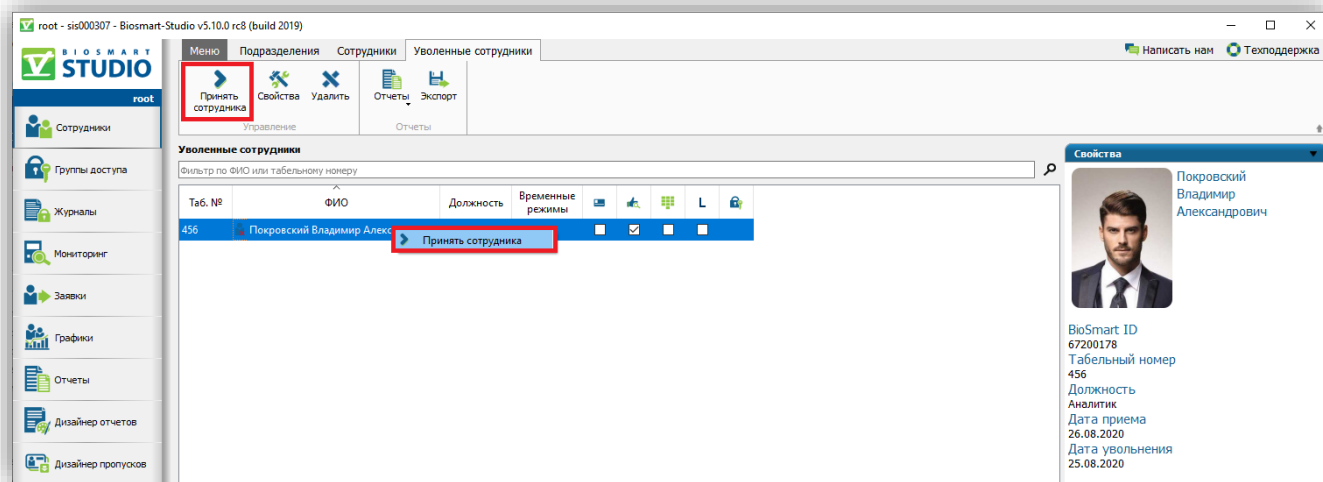 root - sis000307 - Biosmart-Studio v5.10.0 rc8 (build 2019)
BIOSMART
STUDIO
root
Сотрудники
Группы доступа
Журналы
Мониторинг
Заявки
Графики
Отчеты
Дизайнер отчетов
Дизайнер пропусков
Меню Подразделения Сотрудники Уволенные сотрудники
Написать нам Техподдержка
Принять сотрудника
Свойства
Удалить
Управление
Отчеты
Экспорт
Отчеты
Уволенные сотрудники
Фильтр по ФИО или табельному номеру
Таб. № ФИО Должность Временные режимы L
456 Покровский Владимир Алекс
Принять сотрудника
Свойства
Покровский
Владимир
Александрович
BioSmart ID
67200178
Табельный номер
456
Должность
Аналитик
Дата приема
26.08.2020
Дата увольнения
25.08.2020